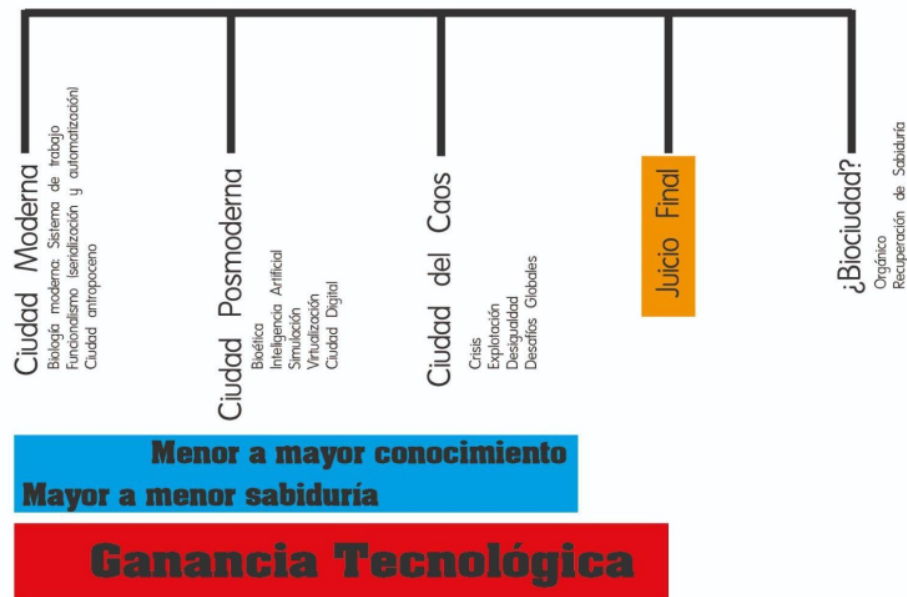 Ciudad Moderna
Biología moderna: Sistema de trabajo
Funcionalismo (serialización y automatización)
Ciudad antropoceno
Ciudad Posmoderna
Bioética
Inteligencia Artificial
Simulación
Virtualización
Ciudad Digital
Ciudad del Caos
Crisis
Explotación
Desigualdad
Desafíos Globales
Juicio Final
¿Biociudad?
Orgánico
Recuperación de Sabiduría
Menor a mayor conocimiento
Mayor a menor sabiduría
Ganancia Tecnológica